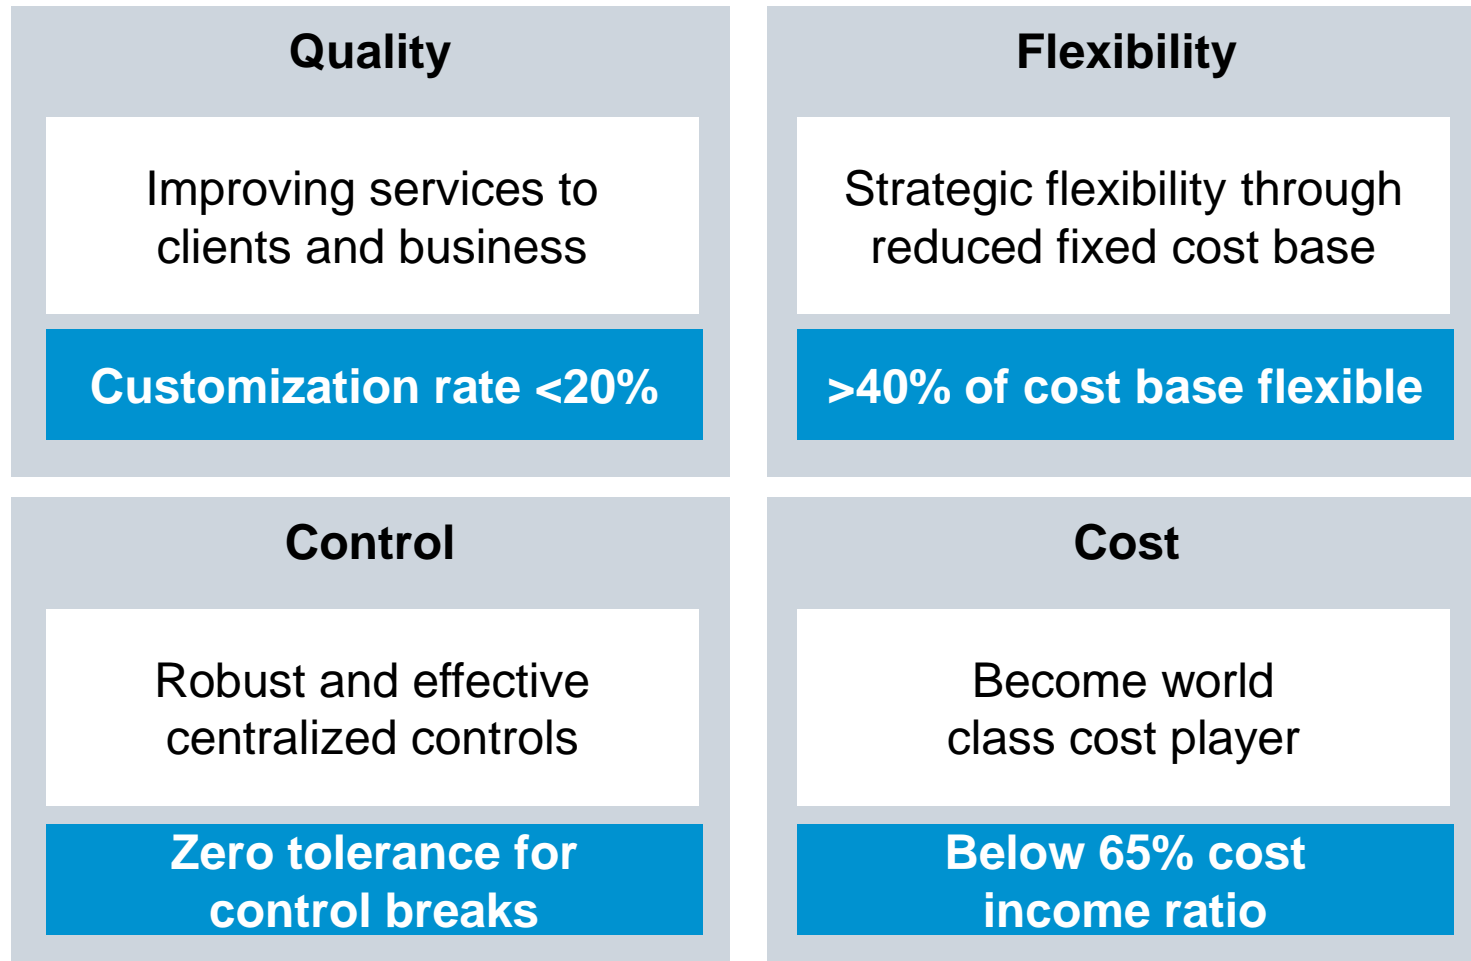 Quality
Improving services to
clients and business
Customization rate <20%
Flexibility
Strategic flexibility through
reduced fixed cost base
>40% of cost base flexible
Control
Robust and effective
centralized controls
Zero tolerance for
control breaks
Cost
Become world
class cost player
Below 65% cost
income ratio